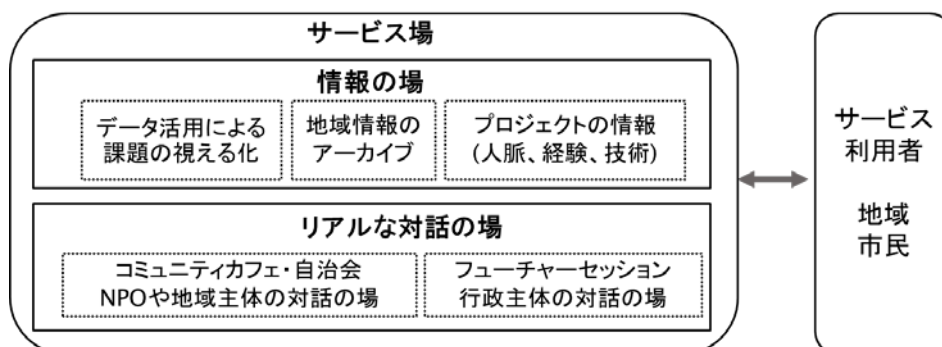 サービス場
情報の場
データ活用による
課題の視える化
地域情報の
アーカイブ
プロジェクトの情報
(人脈、経験、技術)
リアルな対話の場
コミュニティカフェ・自治会
NPOや地域主体の対話の場
フューチャーセッション
行政主体の対話の場
サービス
利用者
地域
市民